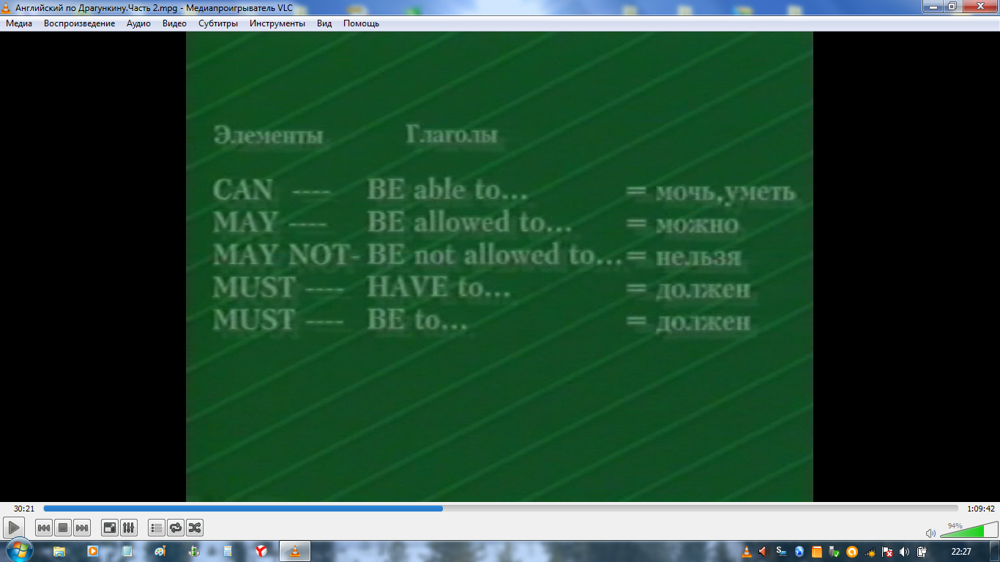 Английский по Драгункину.Часть 2.mpg - Медиапроигрыватель VLC
Медиа Воспроизведение Аудио Видео Субтитры Инструменты Вид Помощь
Элементы Глаголы
CAN ---- BE able to... = мочь,уметь
MAY ---- BE allowed to... = можно
MAY NOT- BE not allowed to... = нельзя
MUST ---- HAVE to... = должен
MUST ---- BE to... = должен
30:21 1:09:42
94%
22:27